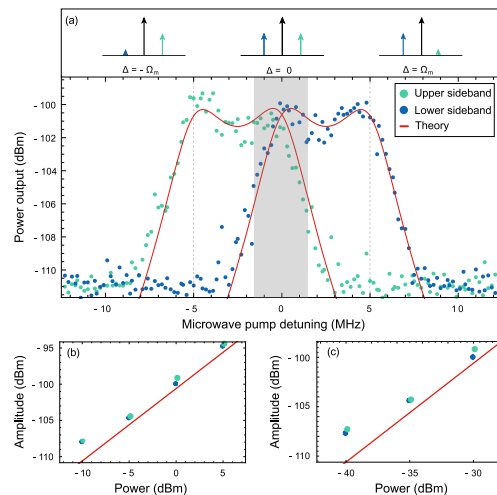 (a)
Δ = - Ωm
Δ = 0
Δ = Ωm
Upper sideband
Lower sideband
Theory
Power output (dBm)
- 100
- 102
- 104
- 106
- 108
- 110
- 10
- 5
0
5
10
Microwave pump detuning (MHz)
(b)
Amplitude (dBm)
- 95
- 100
- 105
- 110
- 10
- 5
0
5
Power (dBm)
(c)
Amplitude (dBm)
- 100
- 105
- 110
- 40
- 35
- 30
Power (dBm)